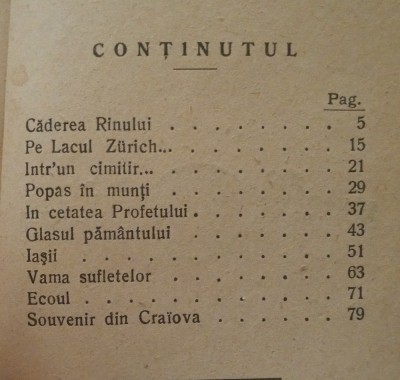 CONȚINUTUL
Pag.
Căderea Rinului . . . . . . . 5
Pe Lacul Zürich... . . . . . . 15
Intr'un cimitir... . . . . . . . 21
Popas în munți . . . . . . . 29
In cetatea Profetului . . . . . . 37
Glasul pământului . . . . . . 43
Iașii . . . . . . . . . . 51
Vama sufletelor . . . . . . . 63
Ecoul . . . . . . . . . . 71
Souvenir din Craïova . . . . . . 79